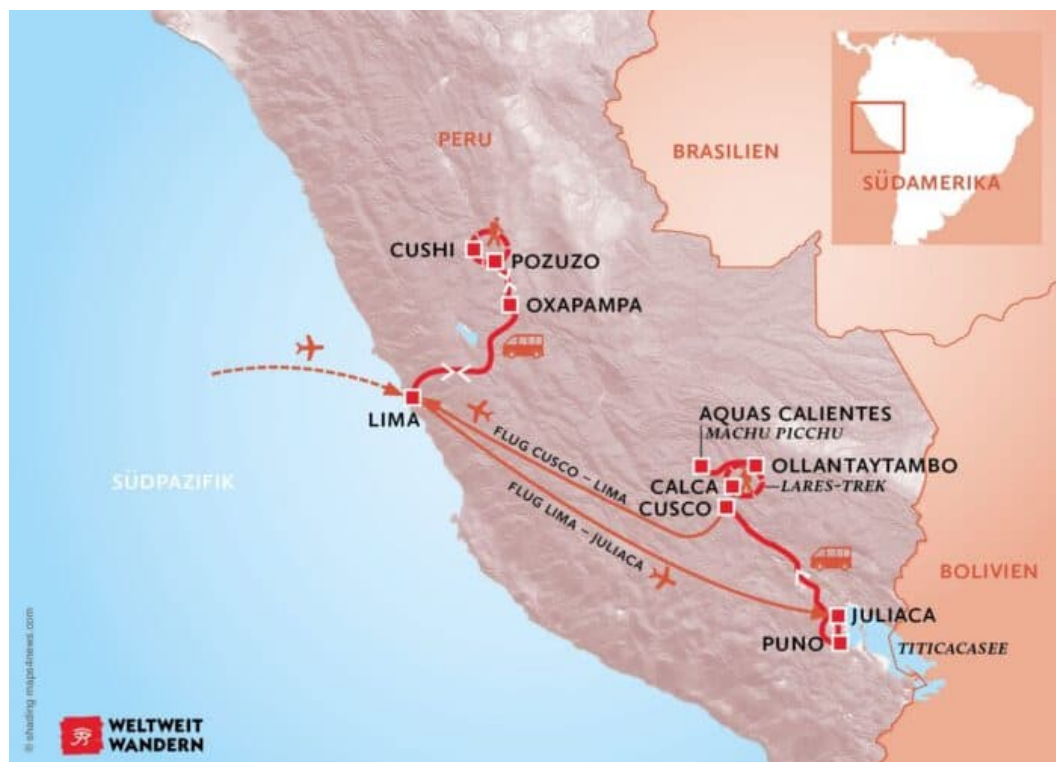 PERU
BRASILIEN
SÜDAMERIKA
CUSHI
POZUZO
OXAPAMPA
LIMA
AQUAS CALIENTES
MACHU PICCHU
FLUG CUSCO – LIMA
OLLANTAYTAMBO
SÜDPAZIFIK
CALCA
LARES-TREK
CUSCO
FLUG LIMA – JULIACA
BOLIVIEN
JULIACA
PUNO
TITICACASEE
© shading maps4news.com
WELTWEIT
WANDERN